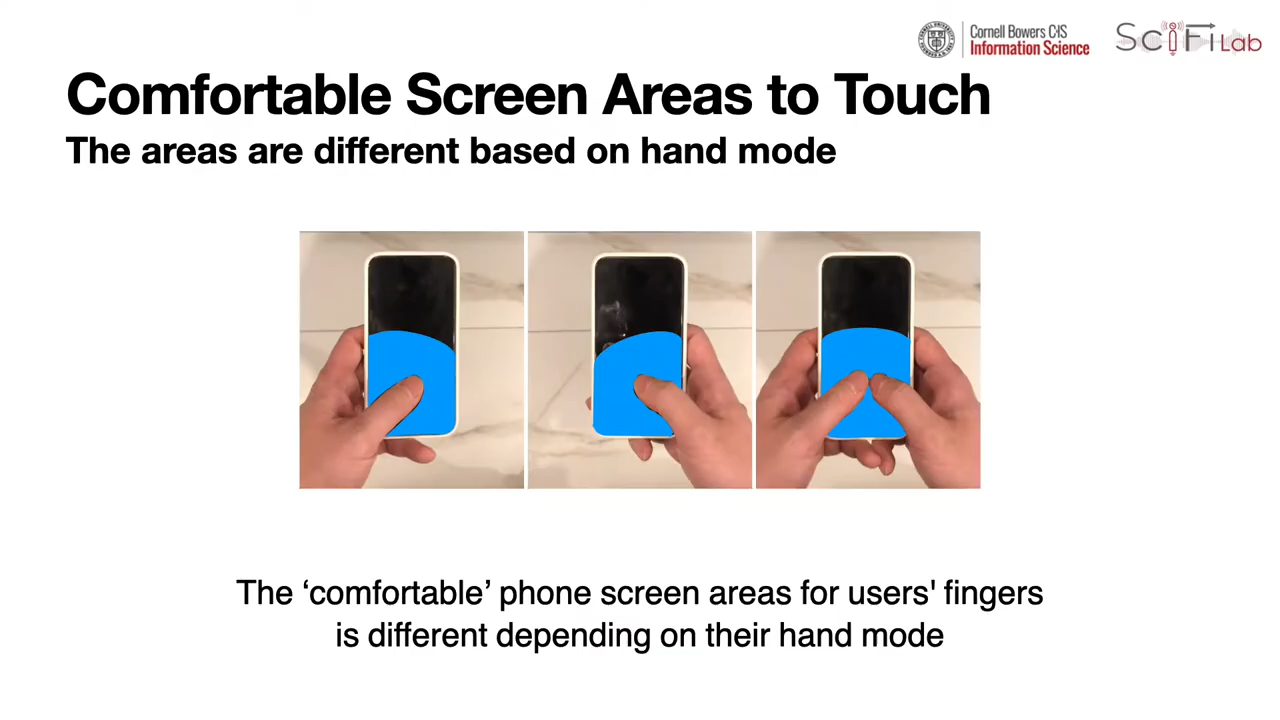 Cornell Bowers CIS
Information Science
SciFi Lab
Comfortable Screen Areas to Touch
The areas are different based on hand mode
The ‘comfortable’ phone screen areas for users' fingers
is different depending on their hand mode